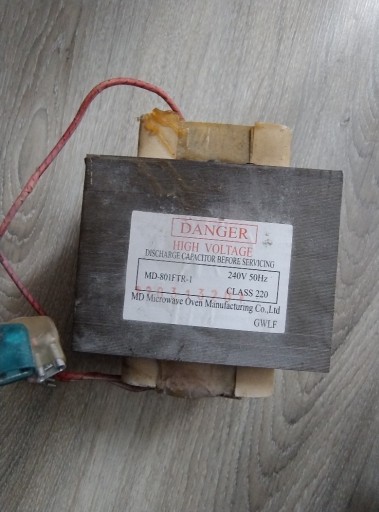 DANGER
HIGH VOLTAGE
DISCHARGE CAPACITOR BEFORE SERVICING
MD-801FTR-1 240V 50Hz
CLASS 220
MD Microwave Oven Manufacturing Co.,Ltd
GWLF